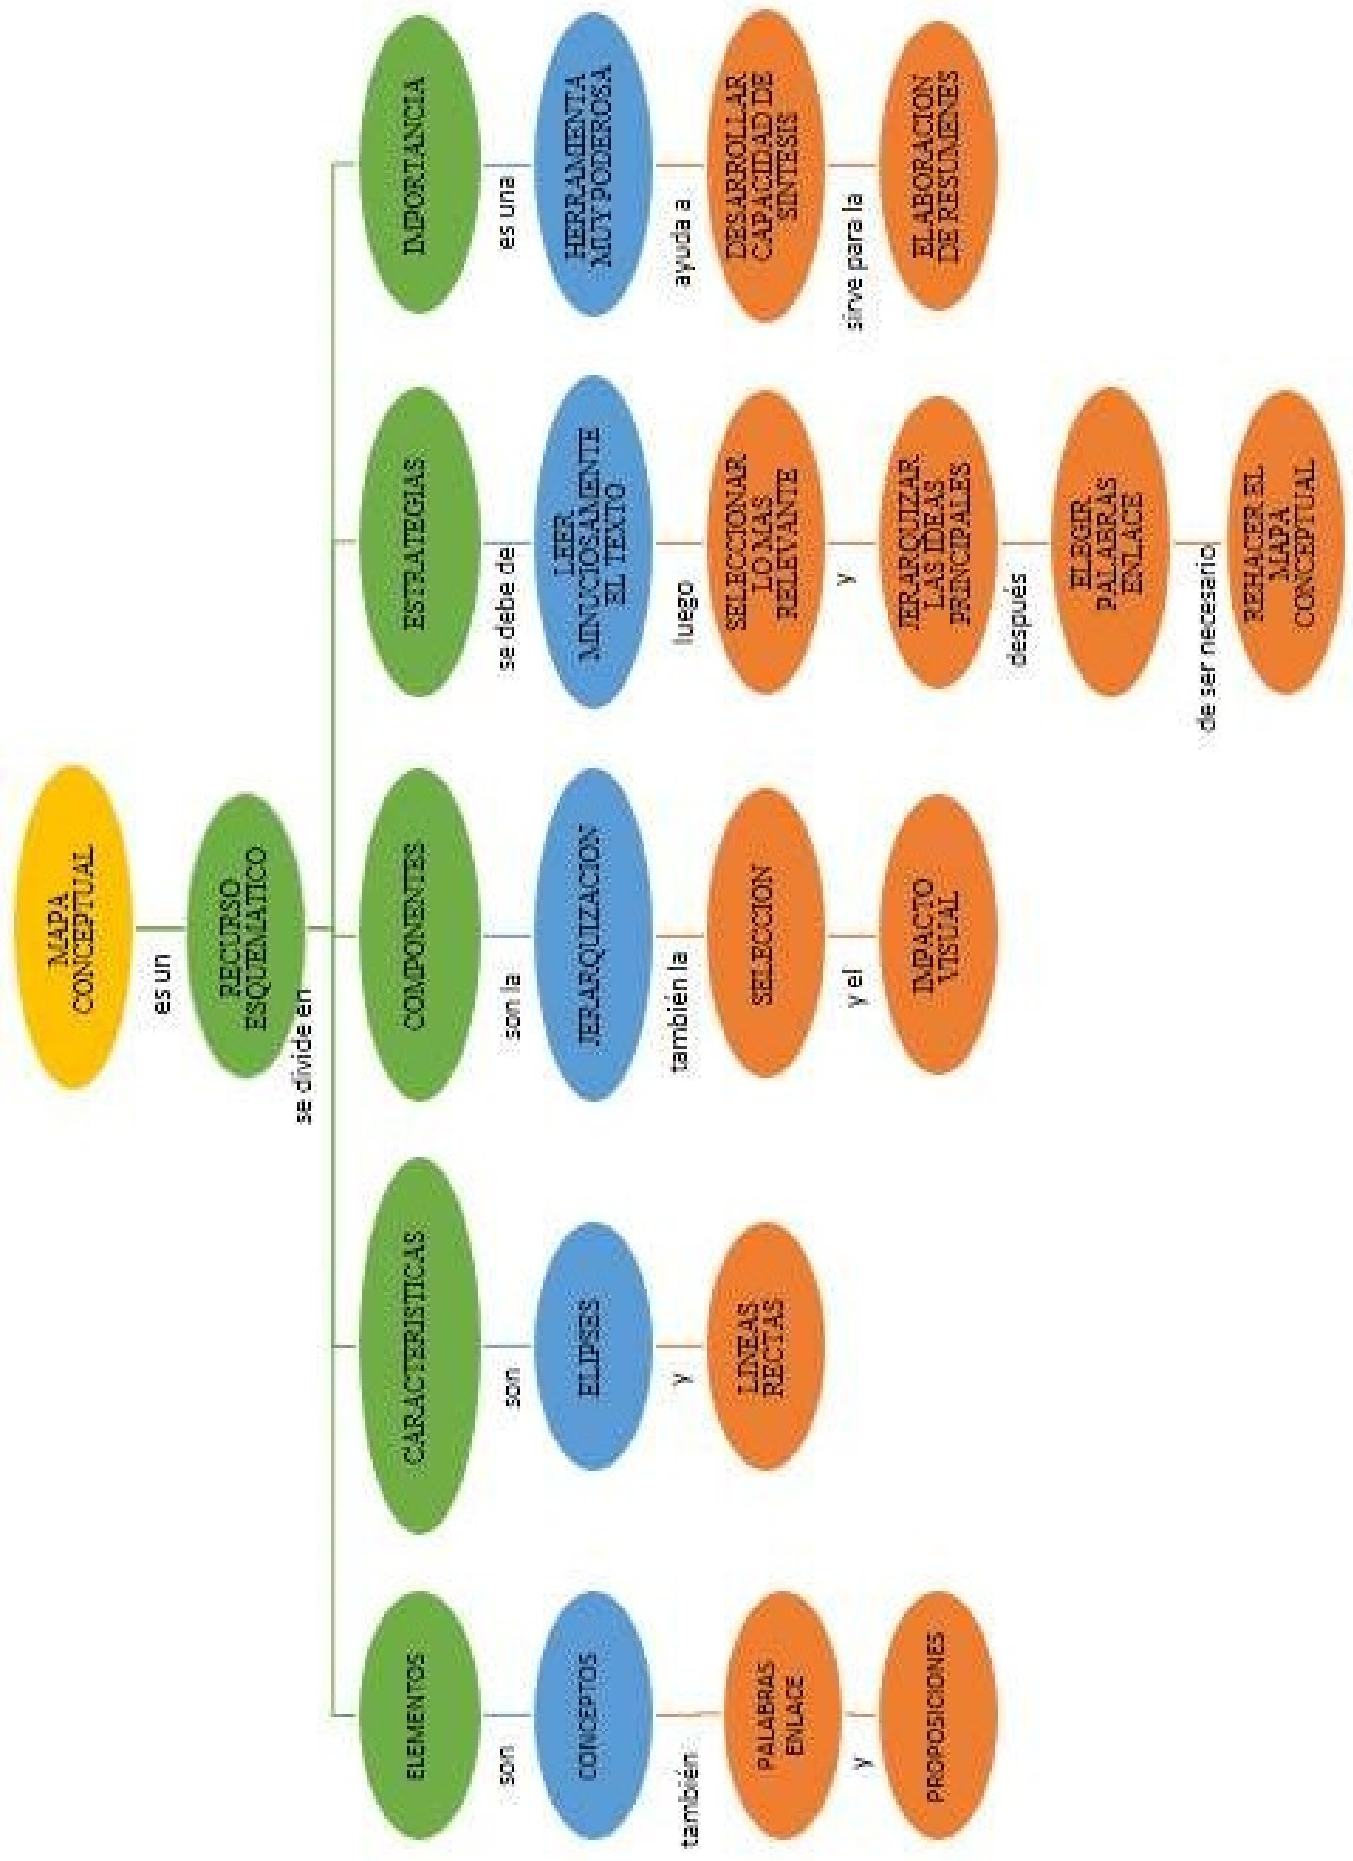 MAPA
CONCEPTUAL
es un
RECURSO
ESQUEMATICO
se divide en
ELEMENTOS
son
CONCEPTOS
también
PALABRAS
ENLACE
y
PROPOSICIONES
CARACTERISTICAS
son
ELIPSES
y
LINEAS
RECTAS
COMPONENTES
son la
JERARQUIZACION
también la
SELECCION
y el
IMPACTO
VISUAL
ESTRATEGIAS
se debe de
LEER
MINUCIOSAMENTE
EL TEXTO
luego
SELECCIONAR
LO MAS
RELEVANTE
y
JERARQUIZAR
LAS IDEAS
PRINCIPALES
después
ELEGIR
PALABRAS
ENLACE
de ser necesario
REHACER EL
MAPA
CONCEPTUAL
IMPORTANCIA
es una
HERRAMIENTA
MUY PODEROSA
ayuda a
DESARROLLAR
CAPACIDAD DE
SINTESIS
sirve para la
ELABORACION
DE RESUMENES